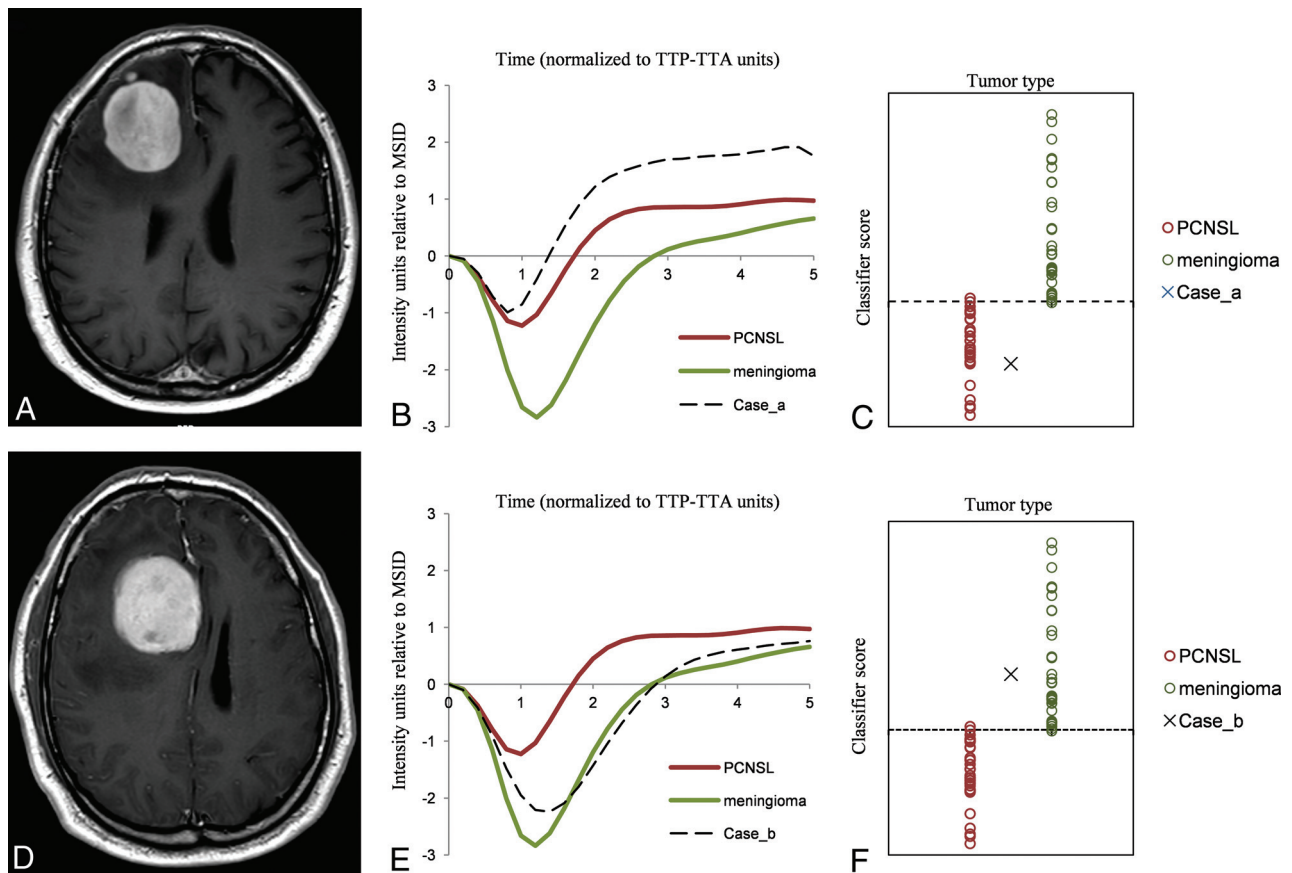 A
Time (normalized to TTP-TTA units)
Intensity units relative to MSID
3
2
1
0
-1
-2
-3
0
1
2
3
4
5
PCNSL
meningioma
Case_a
B
Tumor type
Classifier score
PCNSL
meningioma
Case_a
C
D
Time (normalized to TTP-TTA units)
Intensity units relative to MSID
3
2
1
0
-1
-2
-3
0
1
2
3
4
5
PCNSL
meningioma
Case_b
E
Tumor type
Classifier score
PCNSL
meningioma
Case_b
F